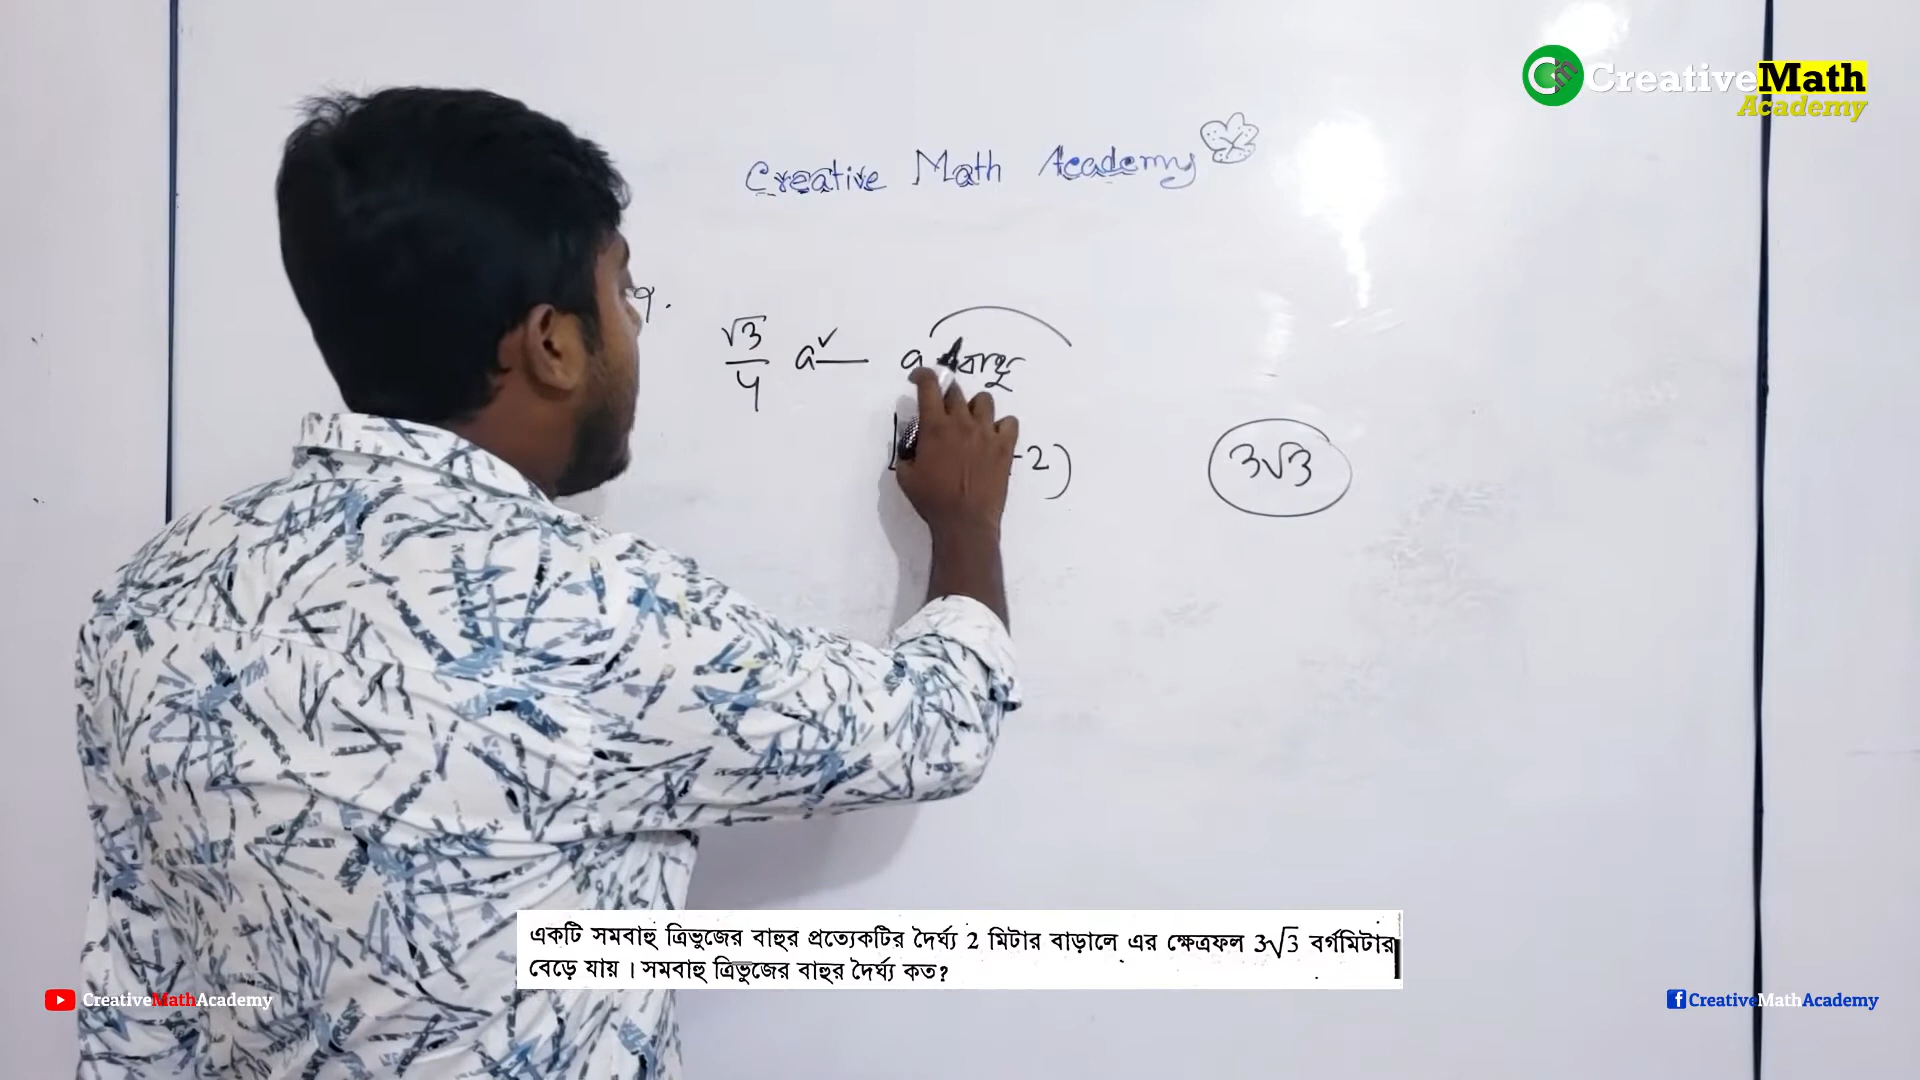 Cm CreativeMath
Academy
Creative Math Academy
9.
√3/4 a² — a বাহু
2)
3√3
একটি সমবাহু ত্রিভুজের বাহুর প্রত্যেকটির দৈর্ঘ্য 2 মিটার বাড়ালে এর ক্ষেত্রফল 3√3 বর্গমিটার
বেড়ে যায়। সমবাহু ত্রিভুজের বাহুর দৈর্ঘ্য কত?
CreativeMathAcademy
CreativeMathAcademy